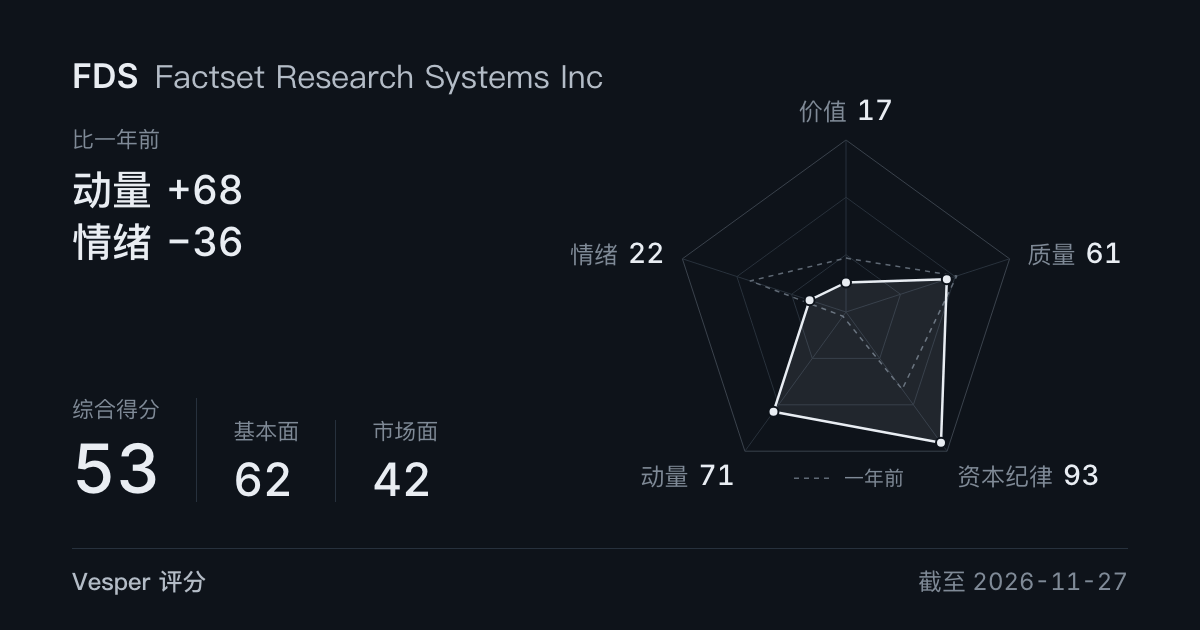 FDS Factset Research Systems Inc
比一年前
动量 +68
情绪 −36
价值 17
情绪 22
质量 61
动量 71
一年前
资本纪律 93
综合得分
53
基本面
62
市场面
42
Vesper 评分
截至 2026-11-27